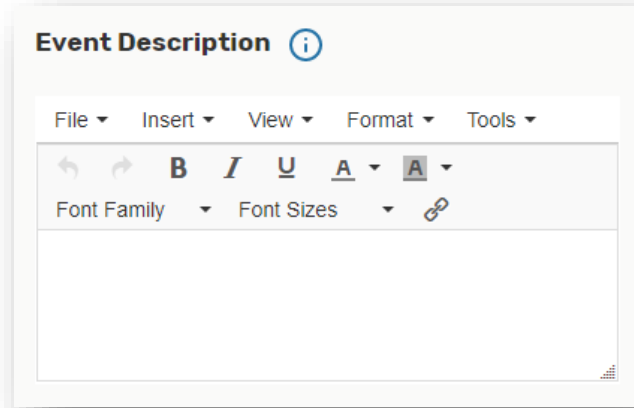 Event Description
File Insert View Format Tools
B I U A A
Font Family Font Sizes